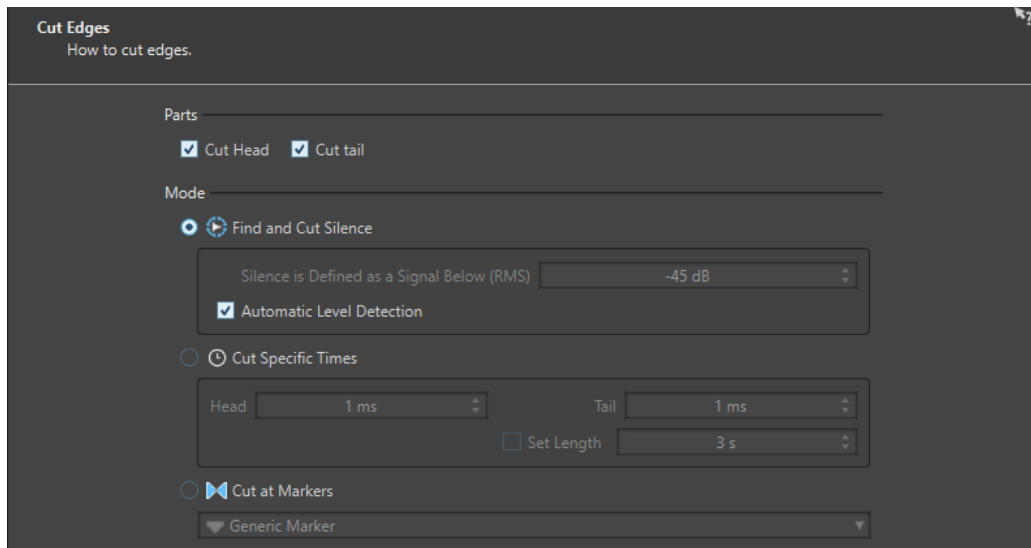 Cut Edges
How to cut edges.
Parts
Cut Head Cut tail
Mode
Find and Cut Silence
Silence is Defined as a Signal Below (RMS) -45 dB
Automatic Level Detection
Cut Specific Times
Head 1 ms Tail 1 ms
Set Length 3 s
Cut at Markers
Generic Marker